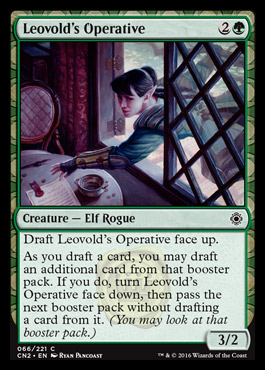 Leovold's Operative 2
Creature — Elf Rogue
Draft Leovold's Operative face up.
As you draft a card, you may draft
an additional card from that booster
pack. If you do, turn Leovold's
Operative face down, then pass the
next booster pack without drafting
a card from it. (You may look at that
booster pack.)
3/2
066/221 C
CN2 • EN RYAN PANCOAST
™ & © 2016 Wizards of the Coast